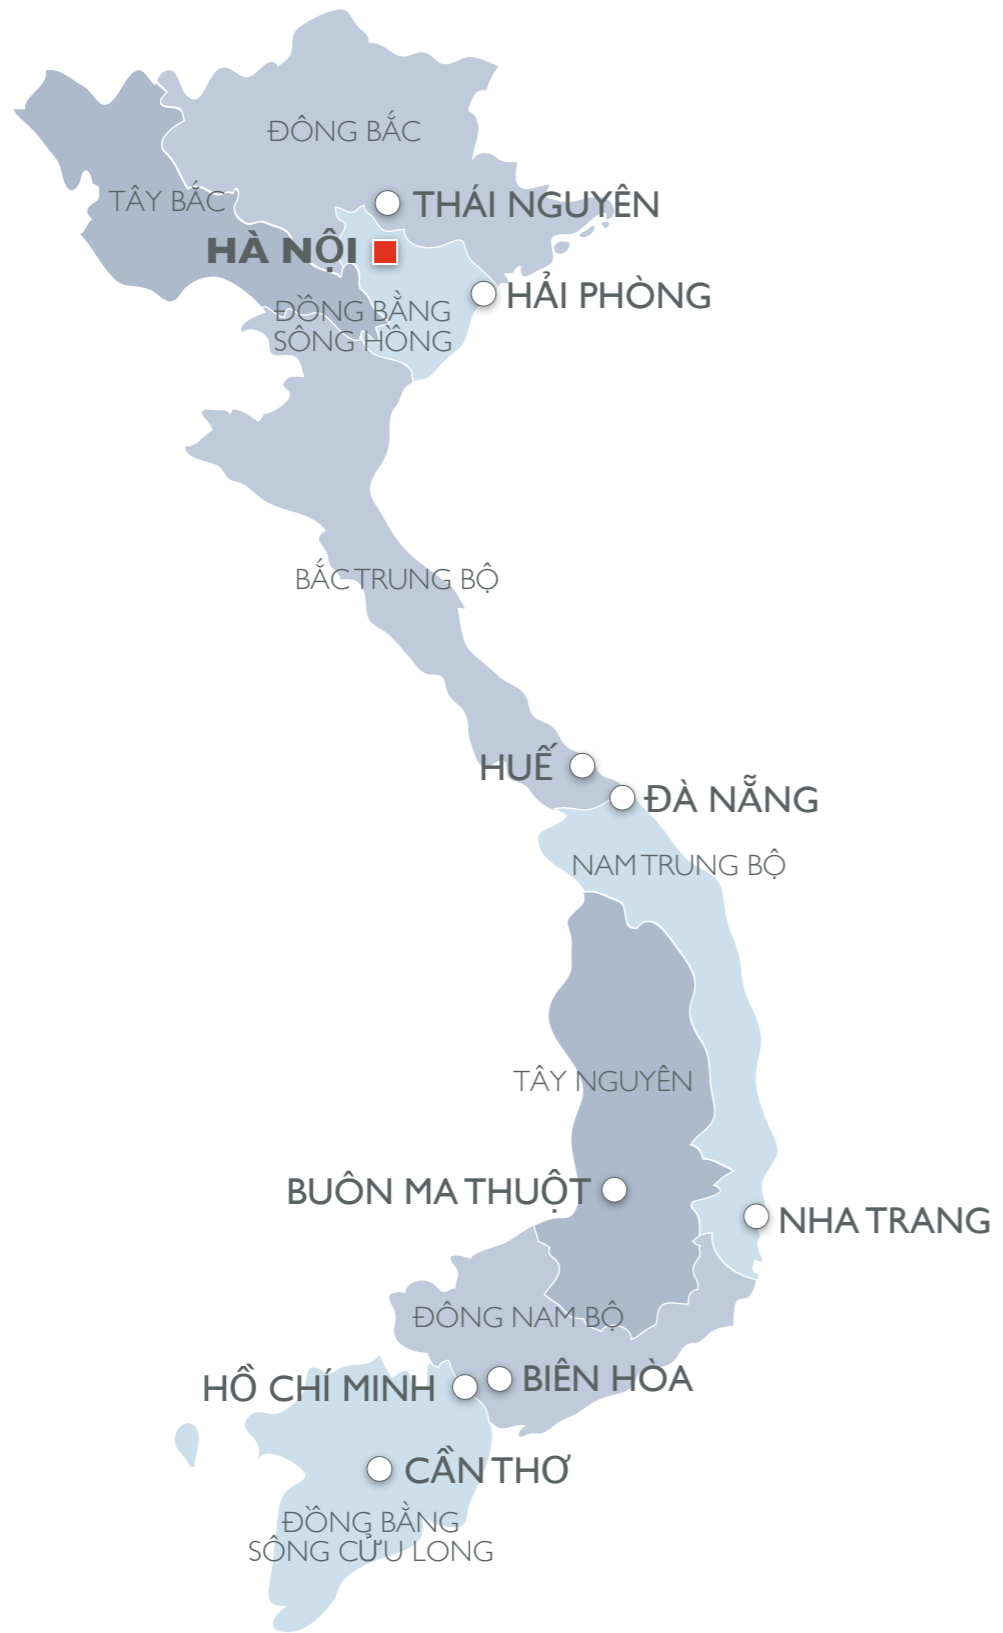 ĐÔNG BẮC
TÂY BẮC
THÁI NGUYÊN
HÀ NỘI
HẢI PHÒNG
ĐỒNG BẰNG
SÔNG HỒNG
BẮC TRUNG BỘ
HUẾ
ĐÀ NẴNG
NAM TRUNG BỘ
TÂY NGUYÊN
BUÔN MA THUỘT
NHA TRANG
ĐÔNG NAM BỘ
BIÊN HÒA
HỒ CHÍ MINH
CẦN THƠ
ĐỒNG BẰNG
SÔNG CỬU LONG